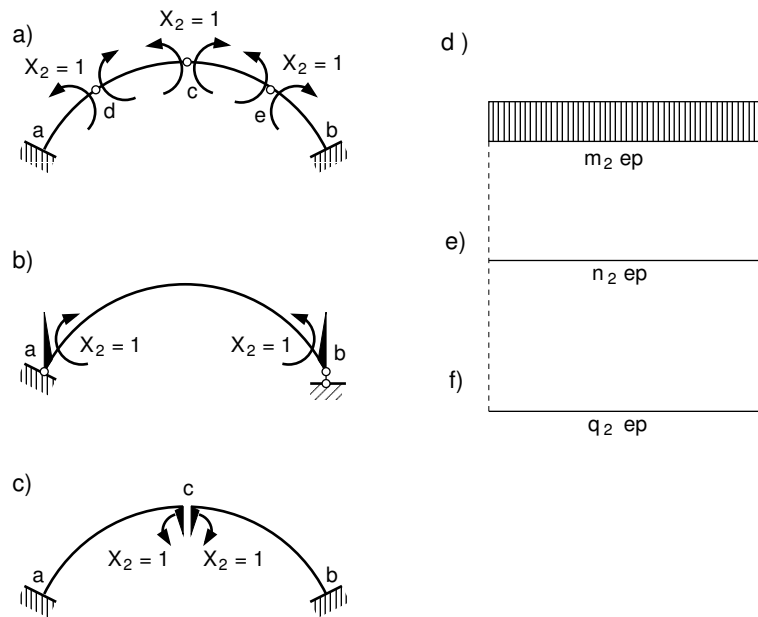 a)
X2 = 1
X2 = 1
X2 = 1
a
d
c
e
b
b)
a
X2 = 1
X2 = 1
b
c)
c
a
X2 = 1
X2 = 1
b
d )
m2 ep
e)
n2 ep
f)
q2 ep